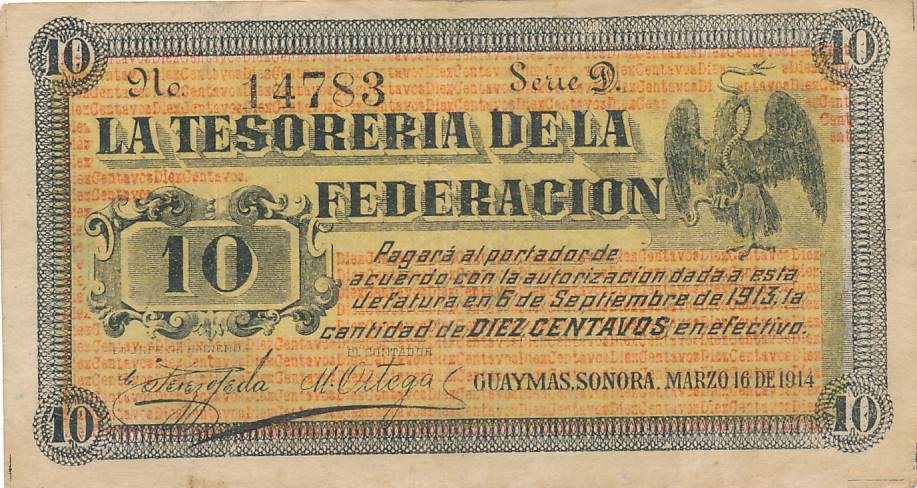 10 10
No. 14783 Serie D.
LA TESORERIA DE LA
FEDERACION
10
Pagará al portador de
acuerdo con la autorizacion dada a esta
Jefatura en 6 de Septiembre de 1913, la
cantidad de DIEZ CENTAVOS, en efectivo.
EL CONTADOR
M. Ortega
GUAYMAS, SONORA. MARZO 16 DE 1914
10 10